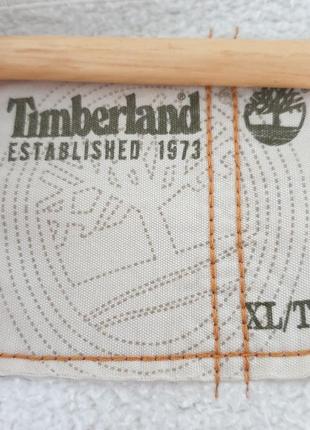 Timberland
ESTABLISHED 1973
XL/T